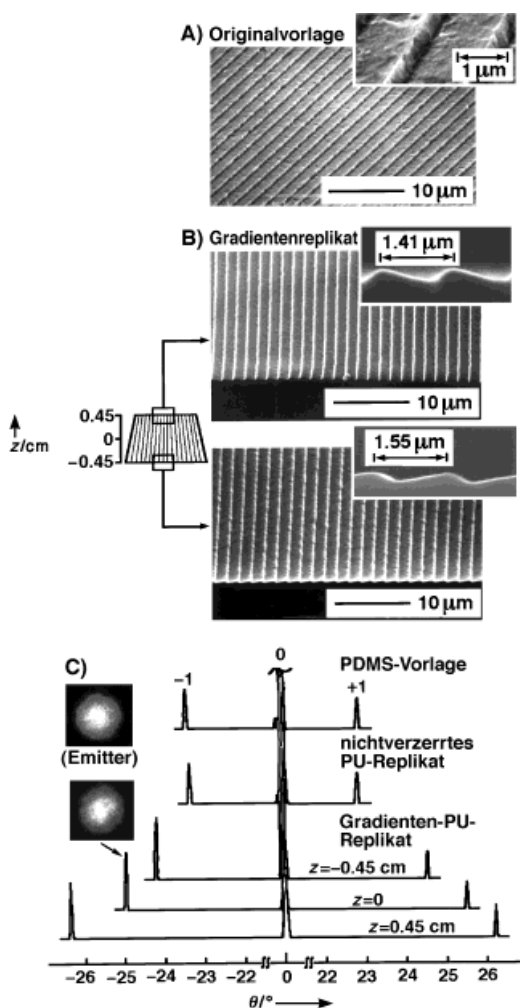 A) Originalvorlage
1 µm
10 µm
B) Gradientenreplikat
1.41 µm
10 µm
0.45
0
−0.45
z/cm
1.55 µm
10 µm
C)
0
−1
+1
PDMS-Vorlage
(Emitter)
nichtverzerrtes
PU-Replikat
Gradienten-PU-
Replikat
z=−0.45 cm
z=0
z=0.45 cm
−26 −25 −24 −23 −22 0 22 23 24 25 26
θ/°